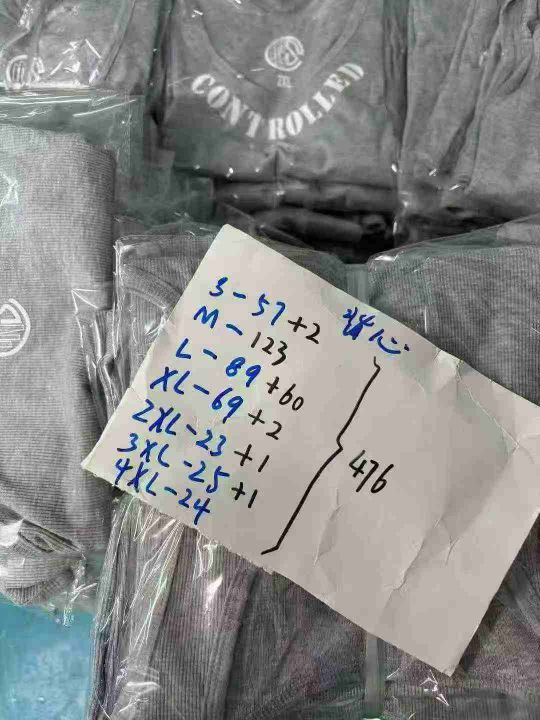 CONTROLLED
S-57+2 背心
M-123
L-89+60
XL-69+2
2XL-23+1
3XL-25+1
4XL-24
476